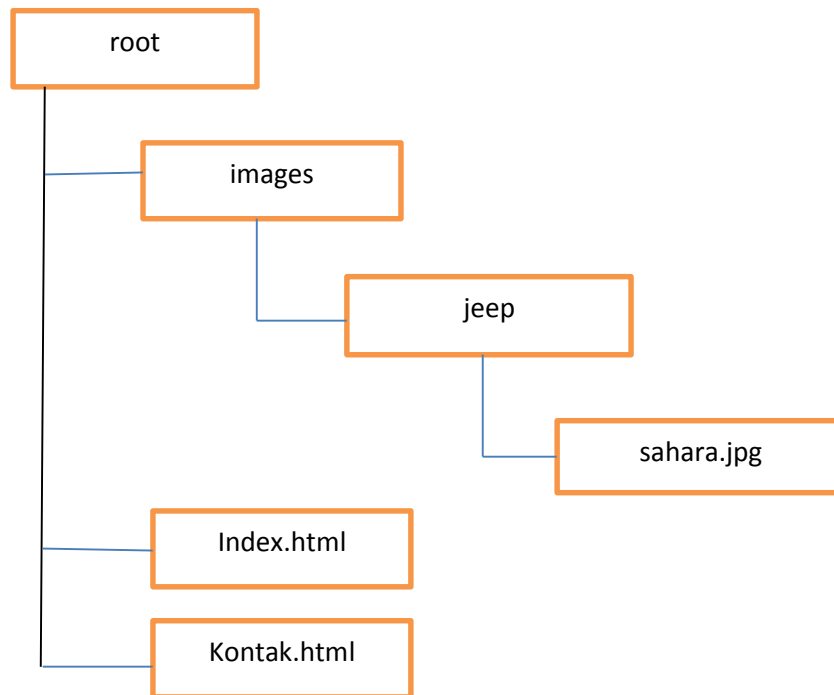 root
images
jeep
sahara.jpg
Index.html
Kontak.html